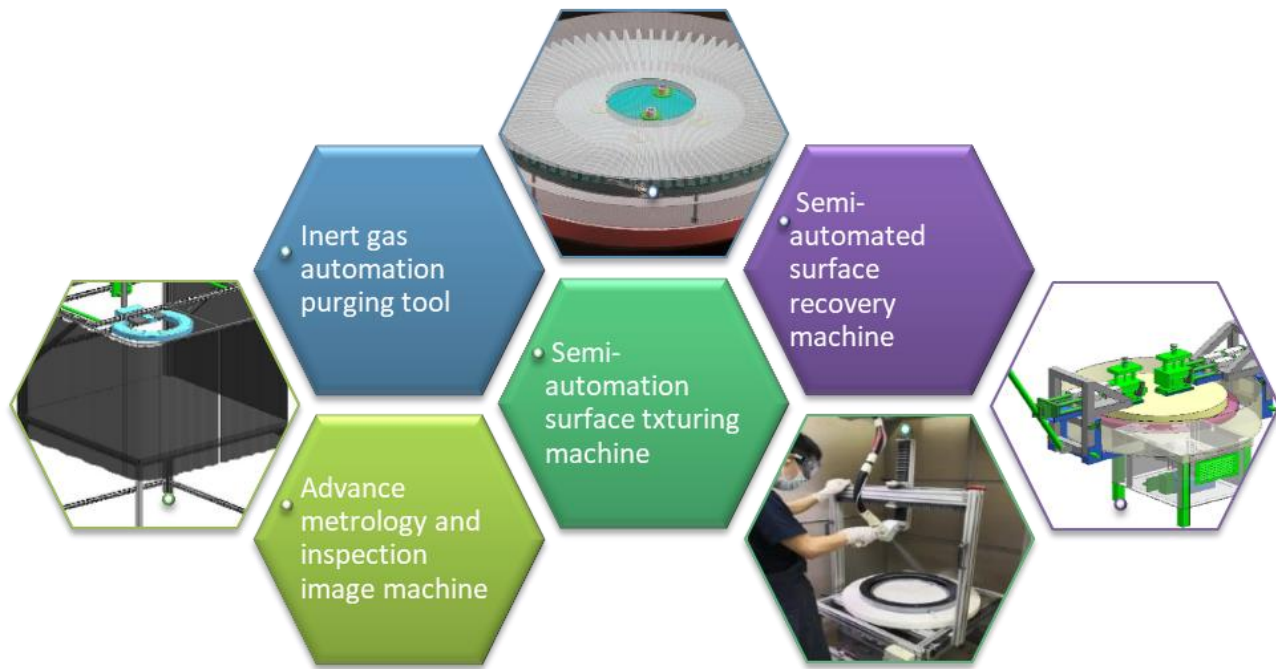 Inert gas
automation
purging tool
Semi-
automated
surface
recovery
machine
Semi-
automation
surface txturing
machine
Advance
metrology and
inspection
image machine